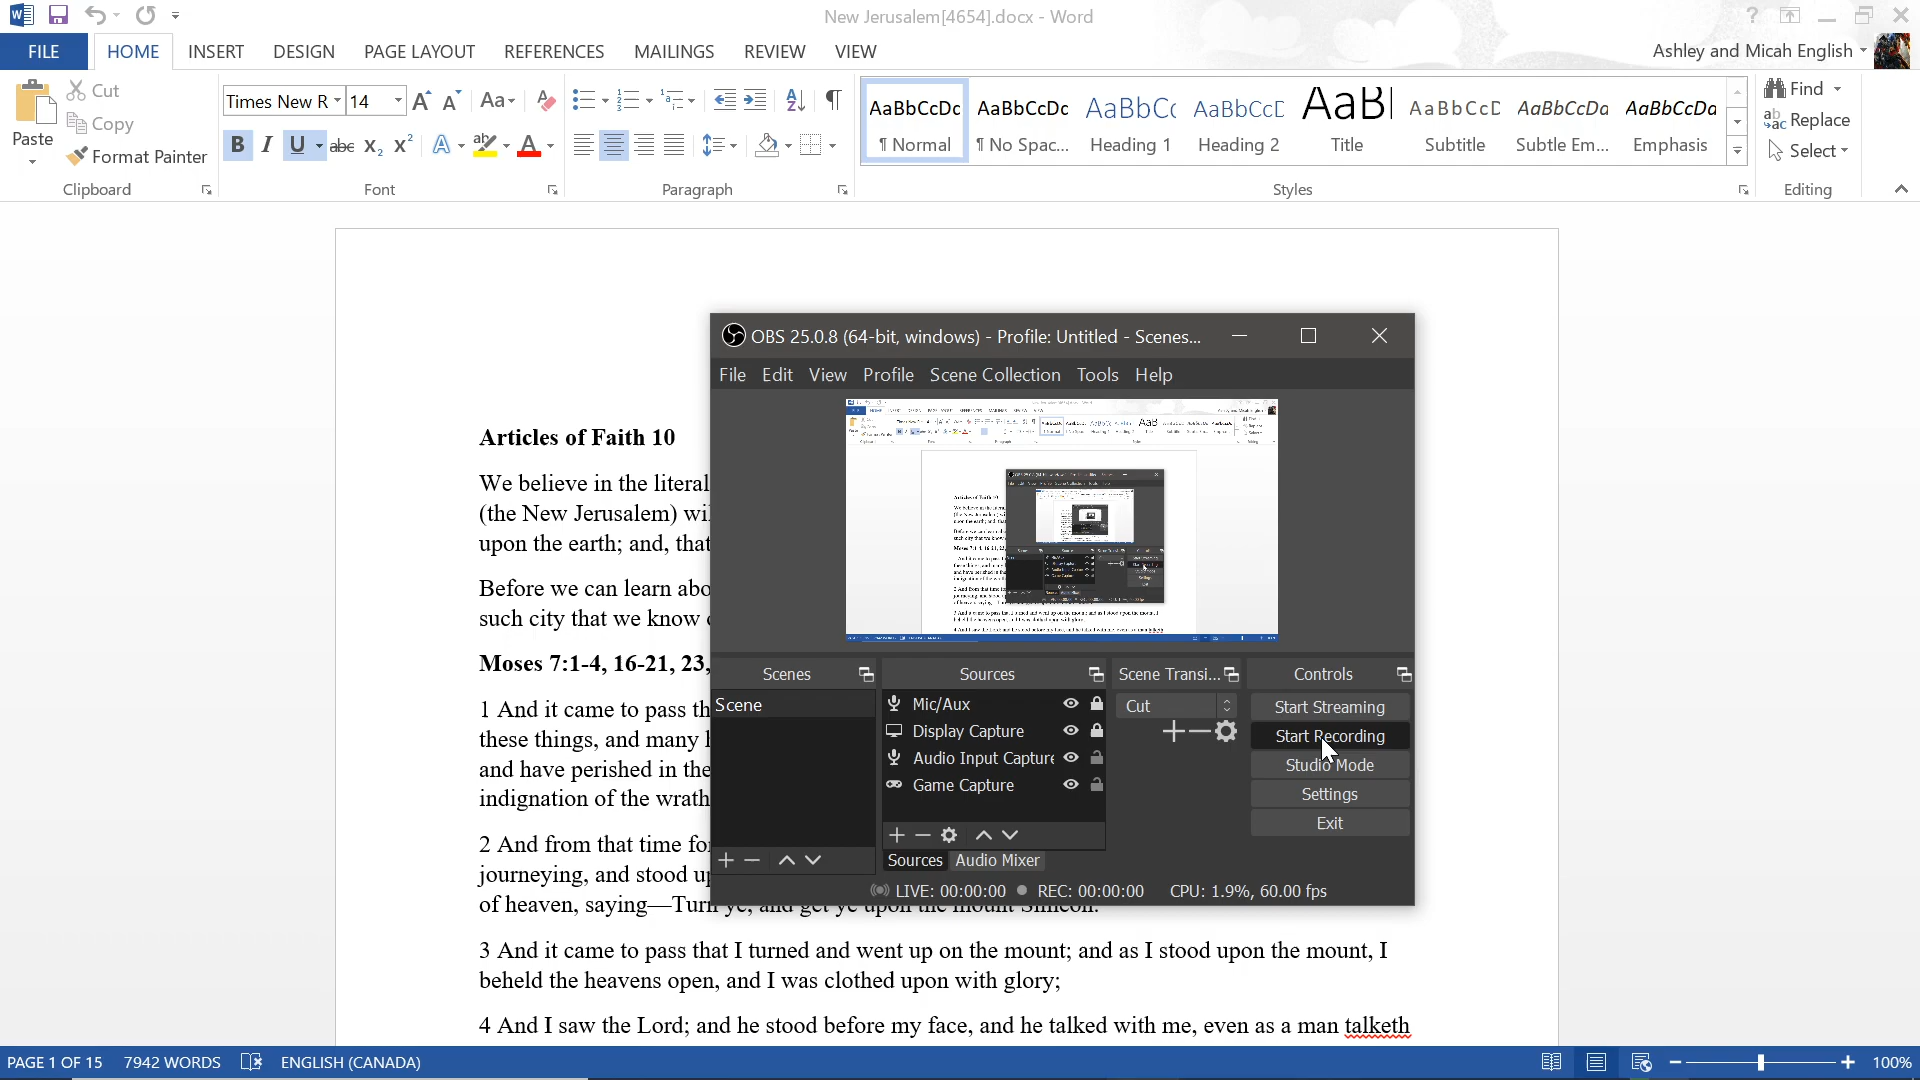 New Jerusalem[4654].docx - Word
FILE HOME INSERT DESIGN PAGE LAYOUT REFERENCES MAILINGS REVIEW VIEW
Ashley and Micah English
Paste
Cut
Copy
Format Painter
Clipboard
Times New R 14
Font
Paragraph
AaBbCcDc AaBbCcDc AaBbCc AaBbCcD AaBl AaBbCcD AaBbCcDa AaBbCcDa
¶ Normal ¶ No Spac... Heading 1 Heading 2 Title Subtitle Subtle Em... Emphasis
Styles
Find
Replace
Select
Editing
Articles of Faith 10
We believe in the literal
(the New Jerusalem)
upon the earth; and, that
Before we can learn
such city that we know
Moses 7:1-4, 16-21, 23,
1 And it came to pass
these things, and many
and have perished in the
indignation of the wrath
2 And from that time
journeying, and stood
of heaven, saying—Turn ye, and get ye upon the mount Simeon.
3 And it came to pass that I turned and went up on the mount; and as I stood upon the mount, I
beheld the heavens open, and I was clothed upon with glory;
4 And I saw the Lord; and he stood before my face, and he talked with me, even as a man talketh
OBS 25.0.8 (64-bit, windows) - Profile: Untitled - Scenes...
File Edit View Profile Scene Collection Tools Help
Scenes
Scene
Sources
Mic/Aux
Display Capture
Audio Input Capture
Game Capture
Sources Audio Mixer
Scene Transi...
Cut
Controls
Start Streaming
Start Recording
Studio Mode
Settings
Exit
LIVE: 00:00:00 REC: 00:00:00 CPU: 1.9%, 60.00 fps
PAGE 1 OF 15 7942 WORDS ENGLISH (CANADA)
100%